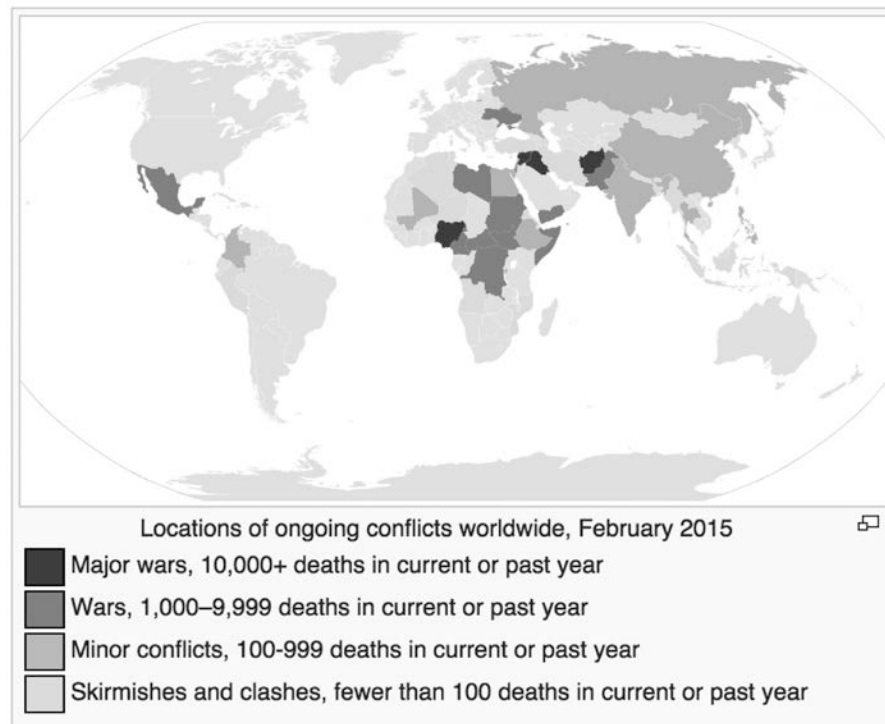 Locations of ongoing conflicts worldwide, February 2015
Major wars, 10,000+ deaths in current or past year
Wars, 1,000–9,999 deaths in current or past year
Minor conflicts, 100-999 deaths in current or past year
Skirmishes and clashes, fewer than 100 deaths in current or past year